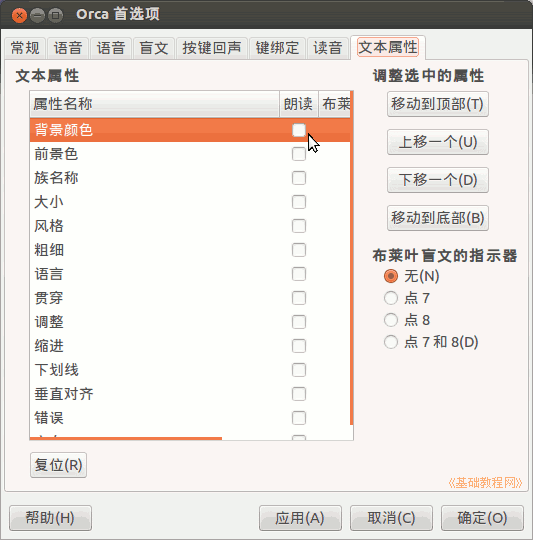 Orca 首选项
常规 语音 语音 盲文 按键回声 键绑定 读音 文本属性
文本属性
属性名称 朗读 布莱
背景颜色
前景色
族名称
大小
风格
粗细
语言
贯穿
调整
缩进
下划线
垂直对齐
错误
复位(R)
调整选中的属性
移动到顶部(T)
上移一个(U)
下移一个(D)
移动到底部(B)
布莱叶盲文的指示器
无(N)
点 7
点 8
点 7 和 8(D)
《基础教程网》
帮助(H) 应用(A) 取消(C) 确定(O)